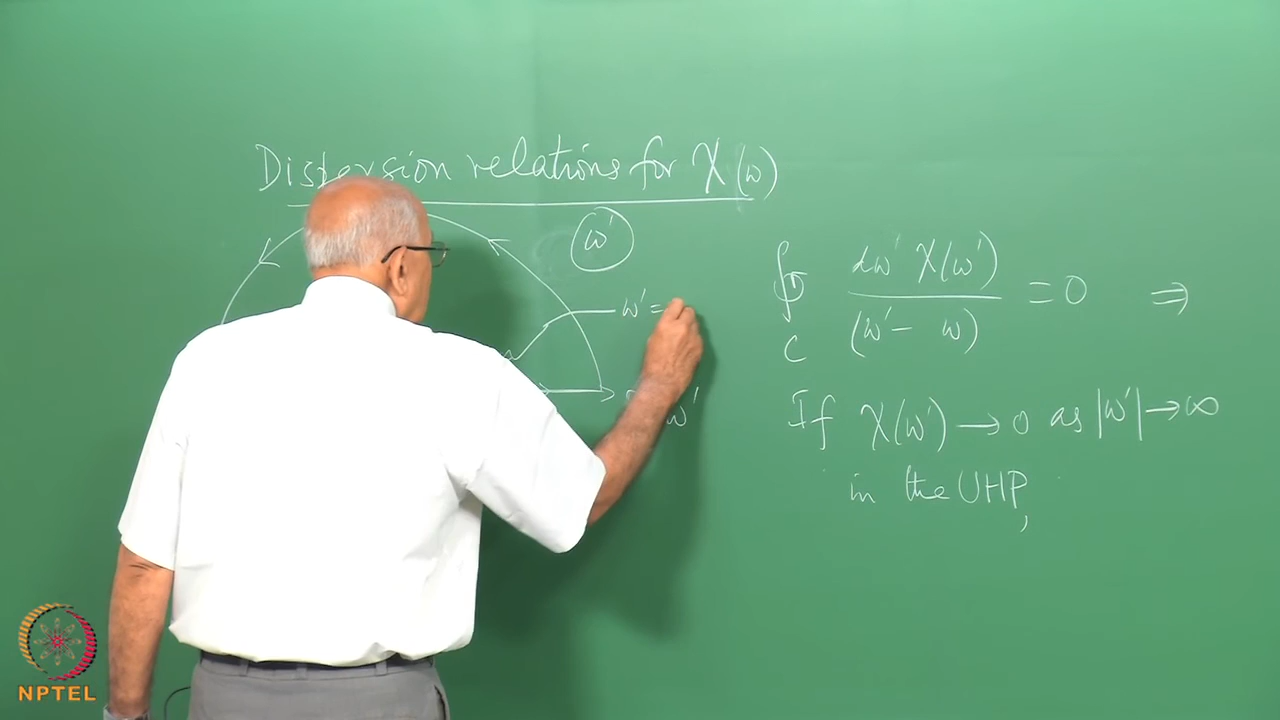 Dispersion relations for χ(ω)
ω'
ω' =
ω'
∮ dω' χ(ω') / (ω' - ω) = 0 ⇒
C
If χ(ω') → 0 as |ω'| → ∞
in the UHP,
NPTEL